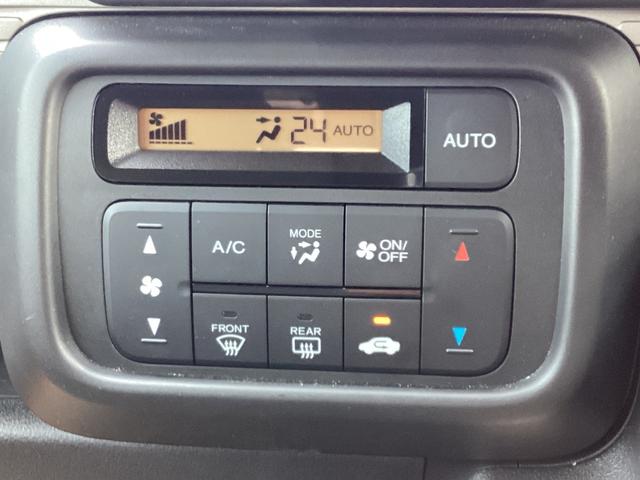 24 AUTO
AUTO
A/C
MODE
ON/
OFF
FRONT
REAR